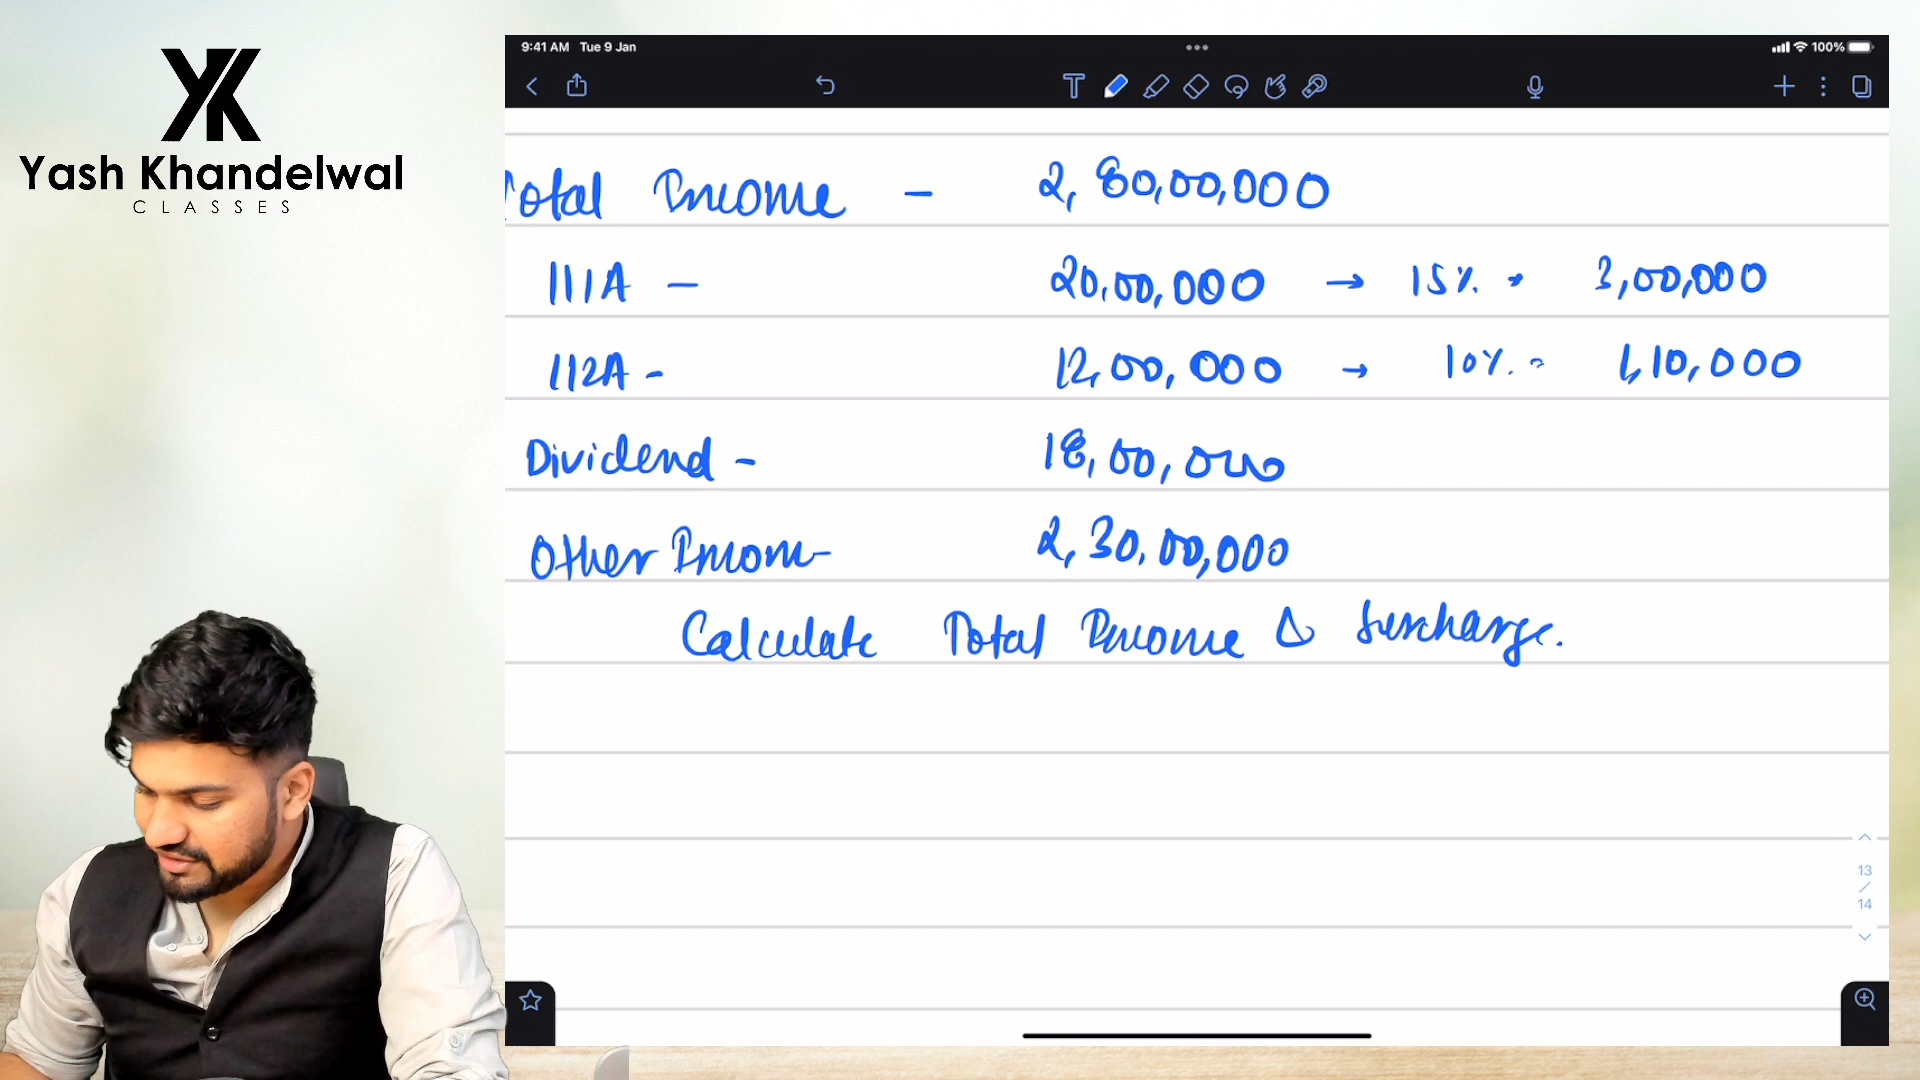 Yash Khandelwal
CLASSES
9:41 AM Tue 9 Jan
100%
Total Income - 2,80,00,000
111A - 20,00,000 → 15% = 3,00,000
112A - 12,00,000 → 10% = 1,10,000
Dividend - 18,00,000
Other Income 2,30,00,000
Calculate Total Income & Surcharge.
13
/
14